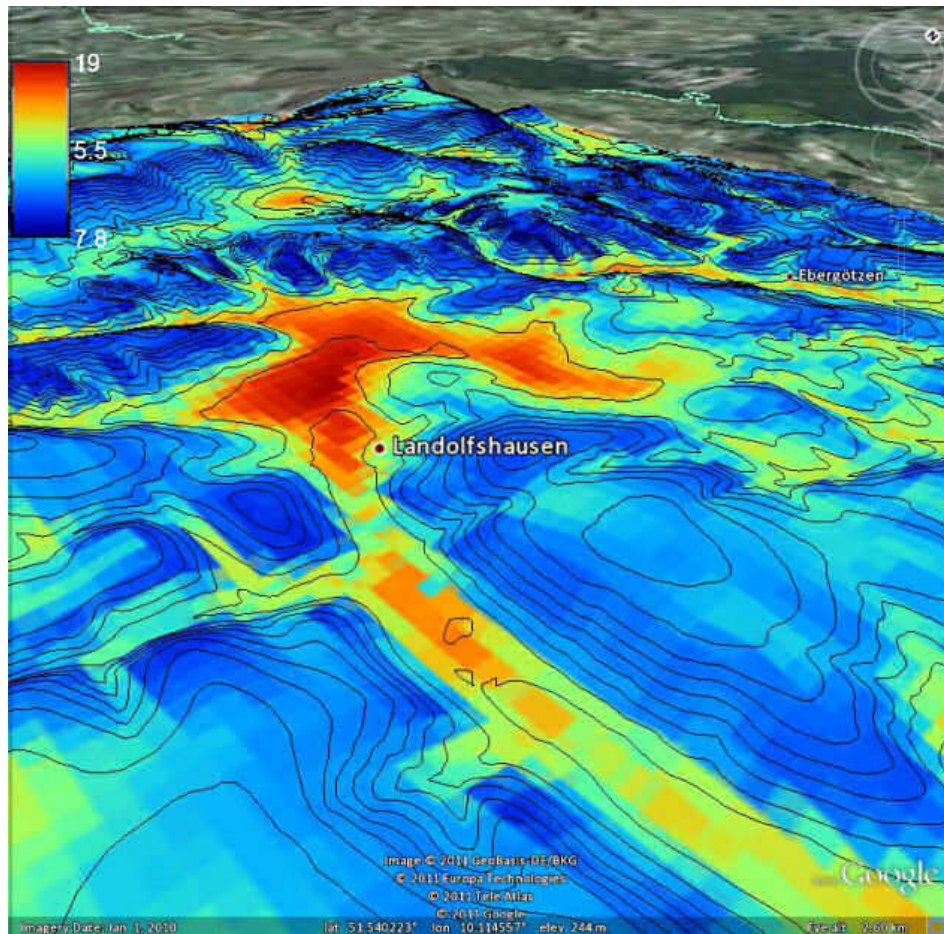 19
5.5
7.8
Ebergötzen
Landolfshausen
Image © 2011 GeoBasis-DE/BKG
© 2011 Europa Technologies
© 2011 Tele Atlas
© 2011 Google
Google
Imagery Date: Jan 1, 2010 lat 51.540223° lon 10.114557° elev 244 m Eye alt 2.60 km